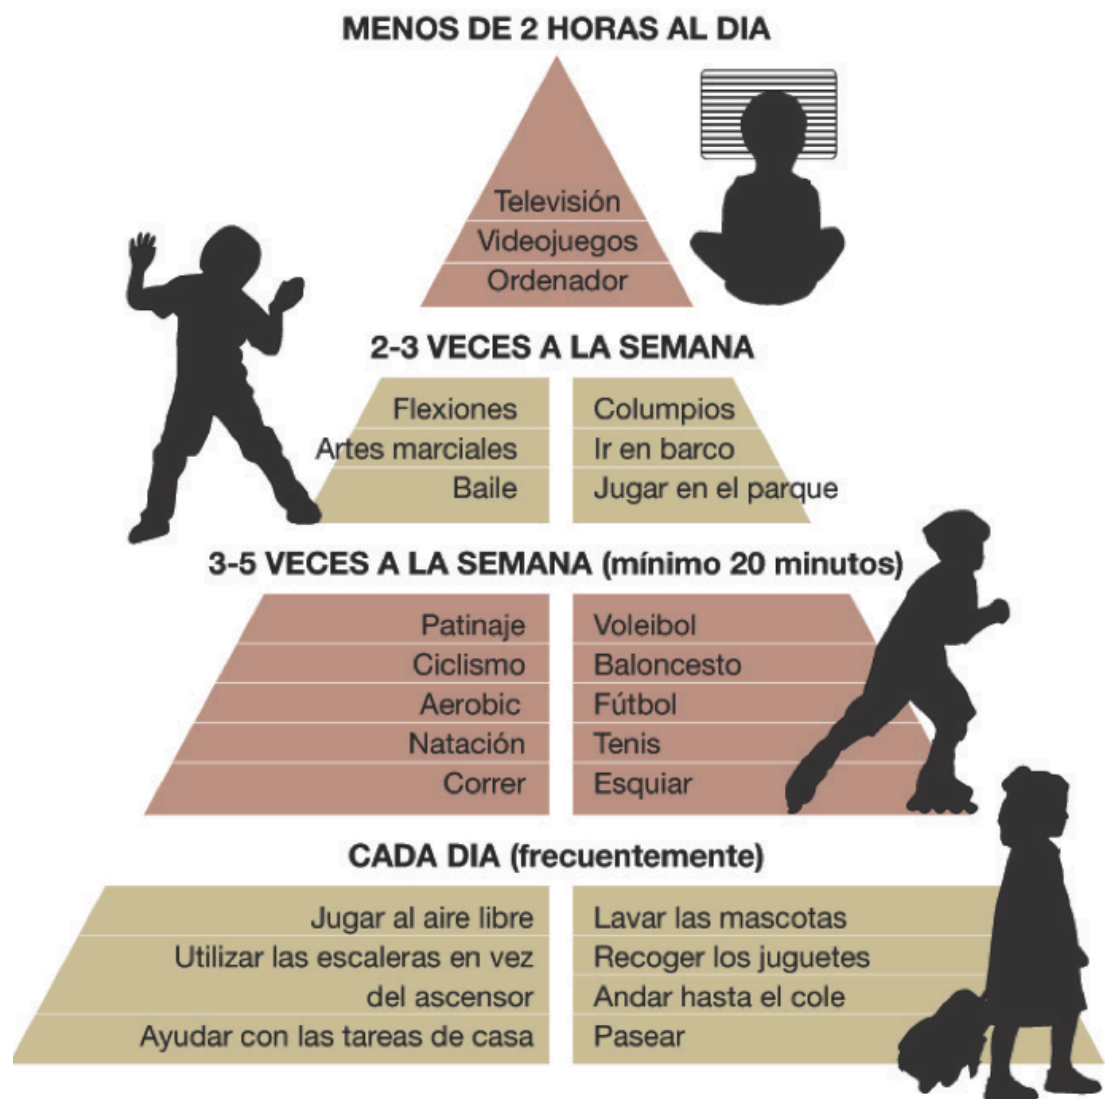 MENOS DE 2 HORAS AL DIA
Televisión
Videojuegos
Ordenador
2-3 VECES A LA SEMANA
Flexiones
Artes marciales
Baile
Columpios
Ir en barco
Jugar en el parque
3-5 VECES A LA SEMANA (mínimo 20 minutos)
Patinaje
Ciclismo
Aerobic
Natación
Correr
Voleibol
Baloncesto
Fútbol
Tenis
Esquiar
CADA DIA (frecuentemente)
Jugar al aire libre
Utilizar las escaleras en vez
del ascensor
Ayudar con las tareas de casa
Lavar las mascotas
Recoger los juguetes
Andar hasta el cole
Pasear